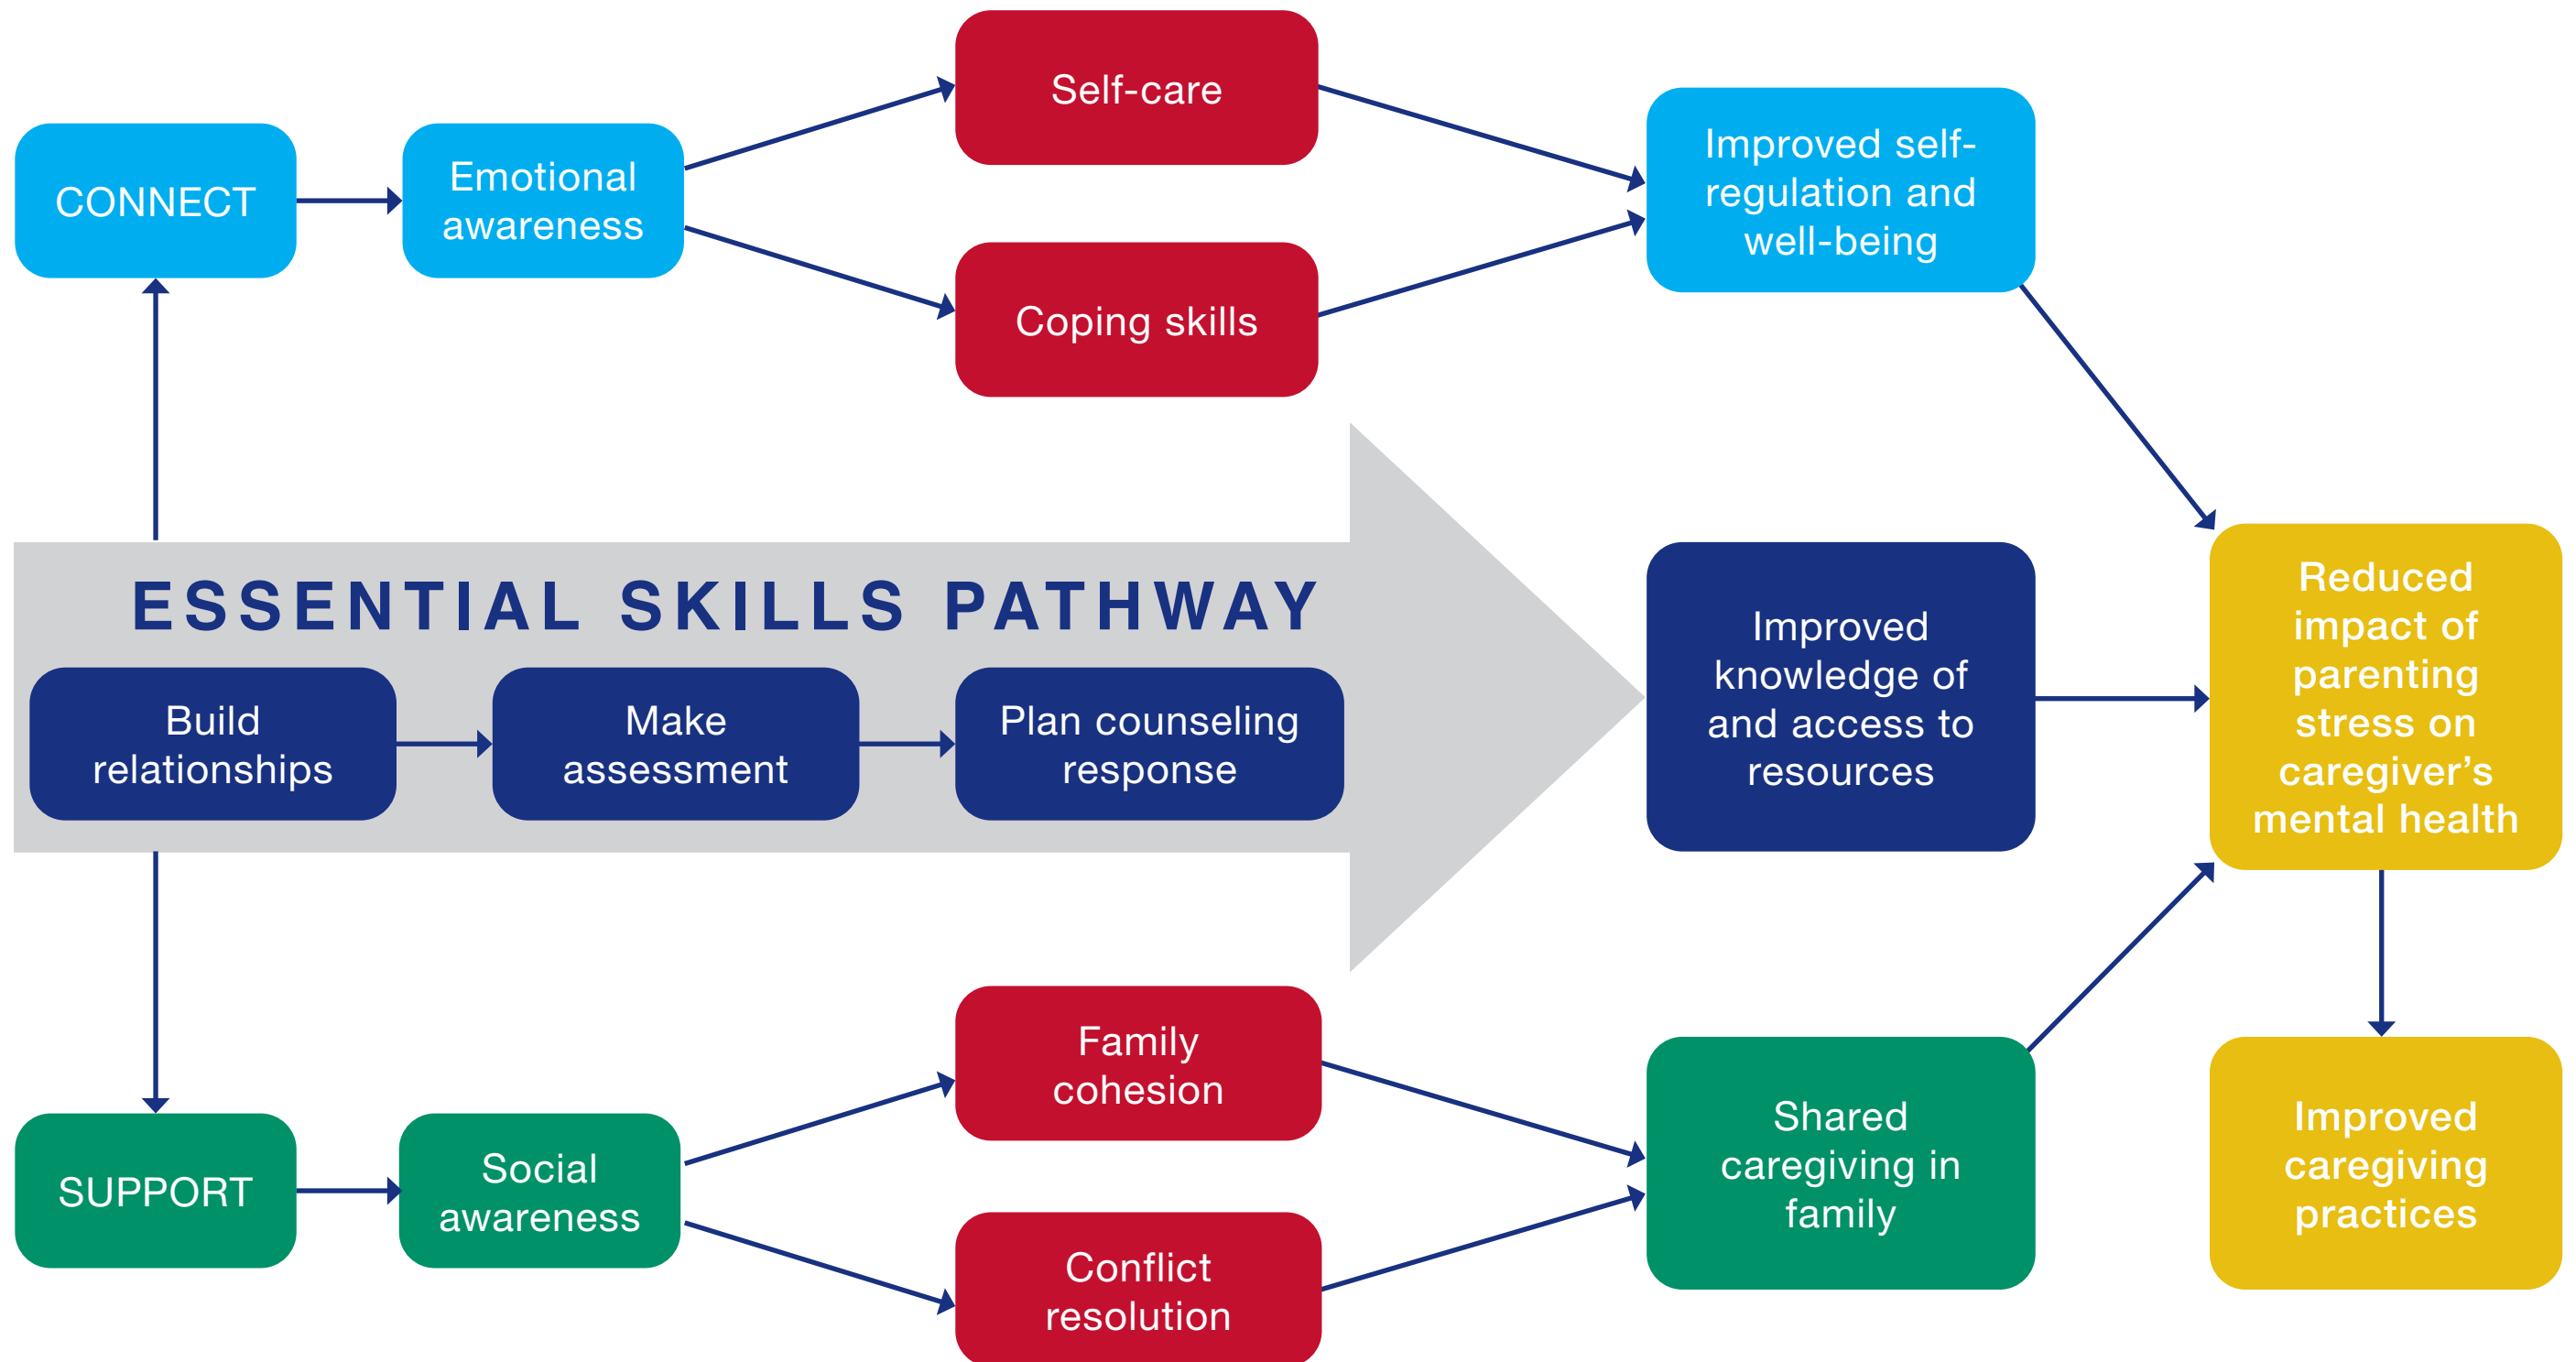 CONNECT
Emotional
awareness
Self-care
Coping skills
Improved self-
regulation and
well-being
ESSENTIAL SKILLS PATHWAY
Build
relationships
Make
assessment
Plan counseling
response
Improved
knowledge of
and access to
resources
Reduced
impact of
parenting
stress on
caregiver’s
mental health
SUPPORT
Social
awareness
Family
cohesion
Conflict
resolution
Shared
caregiving in
family
Improved
caregiving
practices